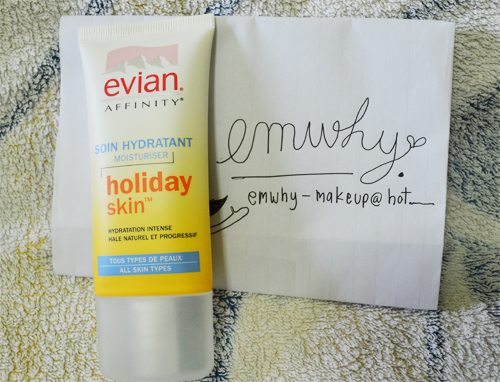 evian®
AFFINITY®
SOIN HYDRATANT
MOISTURISER
holiday
skin™
HYDRATATION INTENSE
HALE NATUREL ET PROGRESSIF
TOUS TYPES DE PEAUX
ALL SKIN TYPES
emwhy
emwhy-makeup@hot